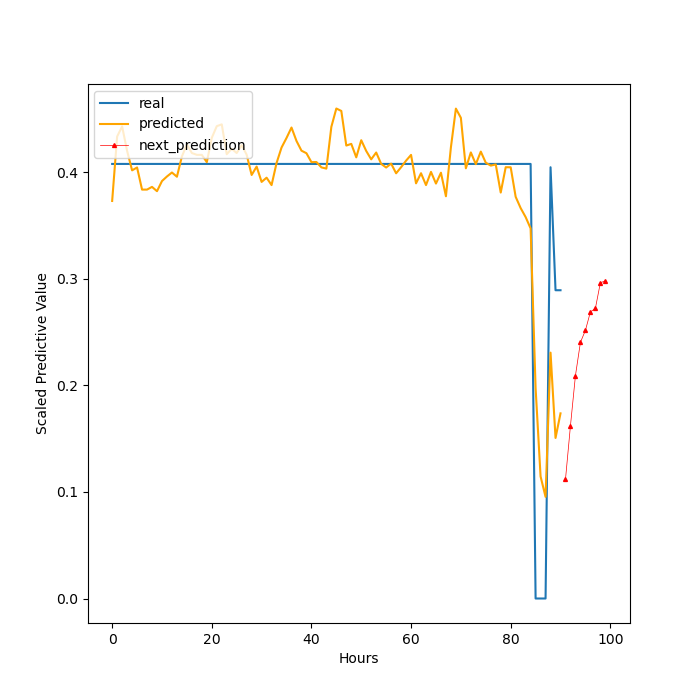 real
predicted
next_prediction
0.4
0.3
0.2
0.1
0.0
Scaled Predictive Value
0 20 40 60 80 100
Hours